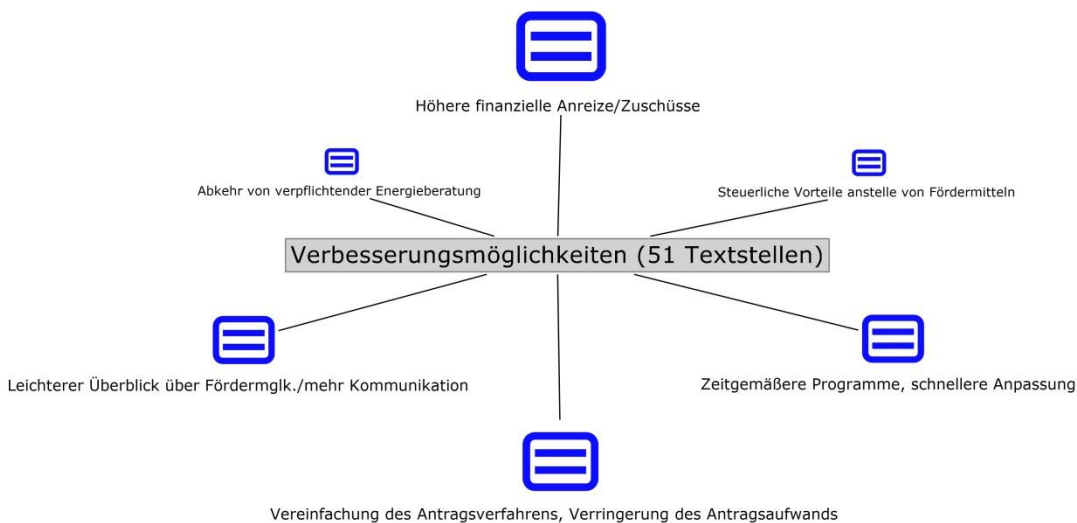 Höhere finanzielle Anreize/Zuschüsse
Abkehr von verpflichtender Energieberatung
Steuerliche Vorteile anstelle von Fördermitteln
Verbesserungsmöglichkeiten (51 Textstellen)
Leichterer Überblick über Fördermglk./mehr Kommunikation
Zeitgemäßere Programme, schnellere Anpassung
Vereinfachung des Antragsverfahrens, Verringerung des Antragsaufwands